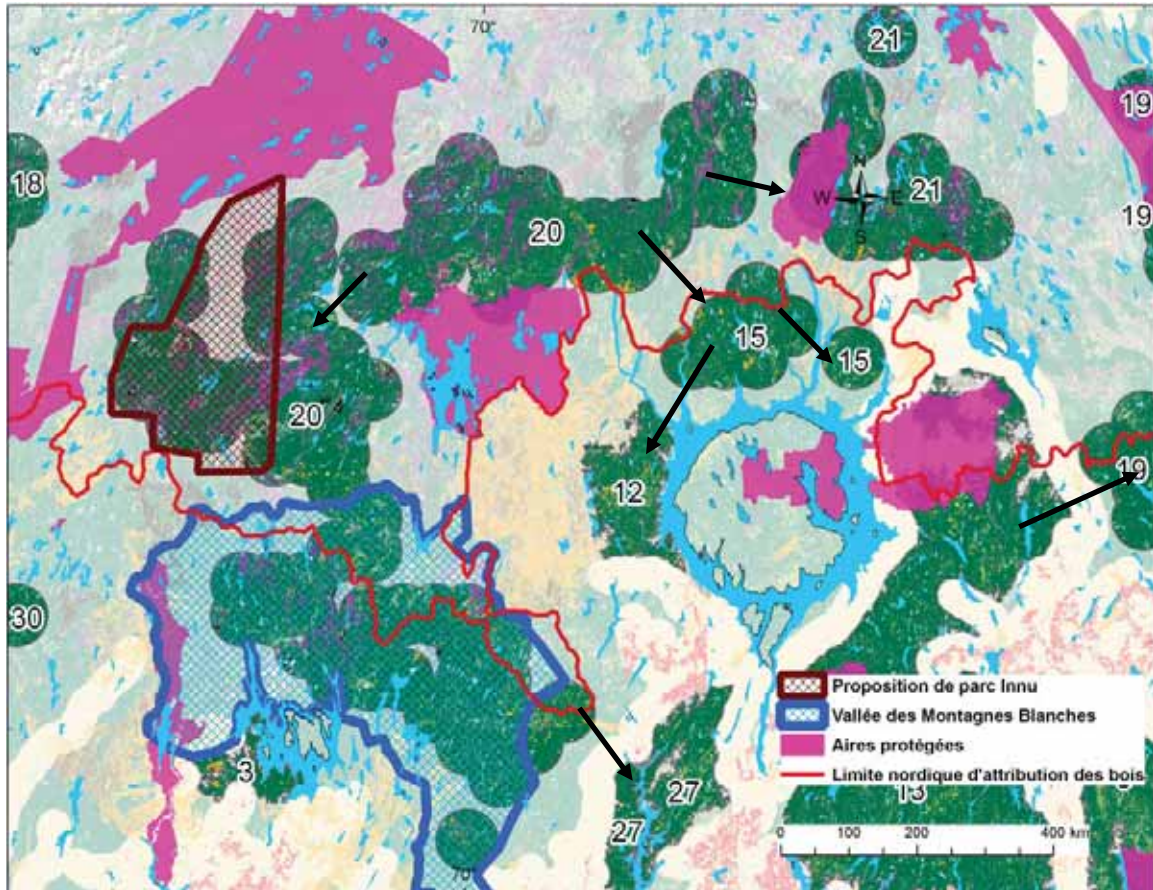 70°
21
19
18
N
W E
S
21
19
20
15
15
20
12
19
30
3
27
27
13
70°
Proposition de parc Innu
Vallée des Montagnes Blanches
Aires protégées
Limite nordique d'attribution des bois
0 100 200 400 km